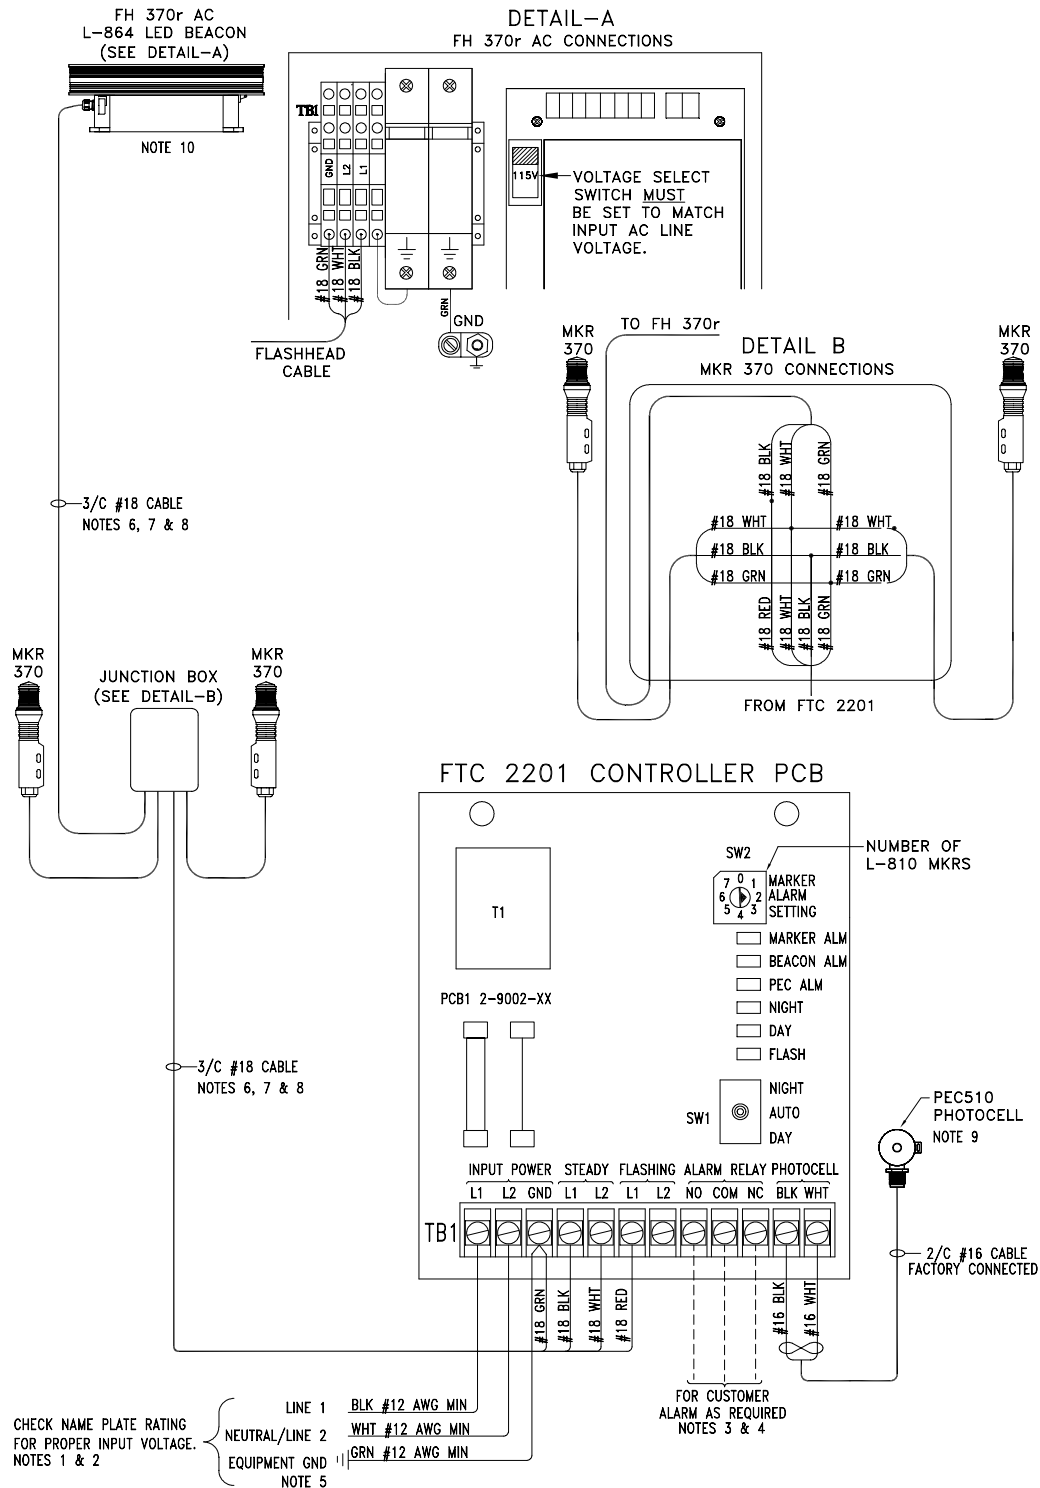 FH 370r AC
L-864 LED BEACON
(SEE DETAIL-A)
NOTE 10
DETAIL-A
FH 370r AC CONNECTIONS
TB1
GND
L2
L1
#18 GRN
#18 WHT
#18 BLK
GRN
GND
FLASHHEAD
CABLE
115V
VOLTAGE SELECT
SWITCH MUST
BE SET TO MATCH
INPUT AC LINE
VOLTAGE.
TO FH 370r
MKR
370
DETAIL B
MKR 370 CONNECTIONS
MKR
370
#18 BLK
#18 WHT
#18 GRN
#18 WHT
#18 WHT
#18 BLK
#18 BLK
#18 GRN
#18 GRN
#18 RED
#18 WHT
#18 BLK
#18 GRN
FROM FTC 2201
3/C #18 CABLE
NOTES 6, 7 & 8
MKR
370
JUNCTION BOX
(SEE DETAIL-B)
MKR
370
3/C #18 CABLE
NOTES 6, 7 & 8
FTC 2201 CONTROLLER PCB
T1
PCB1 2-9002-XX
SW2
NUMBER OF
L-810 MKRS
7 0 1
6 2
5 4 3
MARKER
ALARM
SETTING
MARKER ALM
BEACON ALM
PEC ALM
NIGHT
DAY
FLASH
SW1
NIGHT
AUTO
DAY
PEC510
PHOTOCELL
NOTE 9
INPUT POWER STEADY FLASHING ALARM RELAY PHOTOCELL
L1 L2 GND L1 L2 L1 L2 NO COM NC BLK WHT
TB1
2/C #16 CABLE
FACTORY CONNECTED
#18 GRN
#18 BLK
#18 WHT
#18 RED
#16 BLK
#16 WHT
FOR CUSTOMER
ALARM AS REQUIRED
NOTES 3 & 4
CHECK NAME PLATE RATING
FOR PROPER INPUT VOLTAGE.
NOTES 1 & 2
LINE 1 BLK #12 AWG MIN
NEUTRAL/LINE 2 WHT #12 AWG MIN
EQUIPMENT GND GRN #12 AWG MIN
NOTE 5